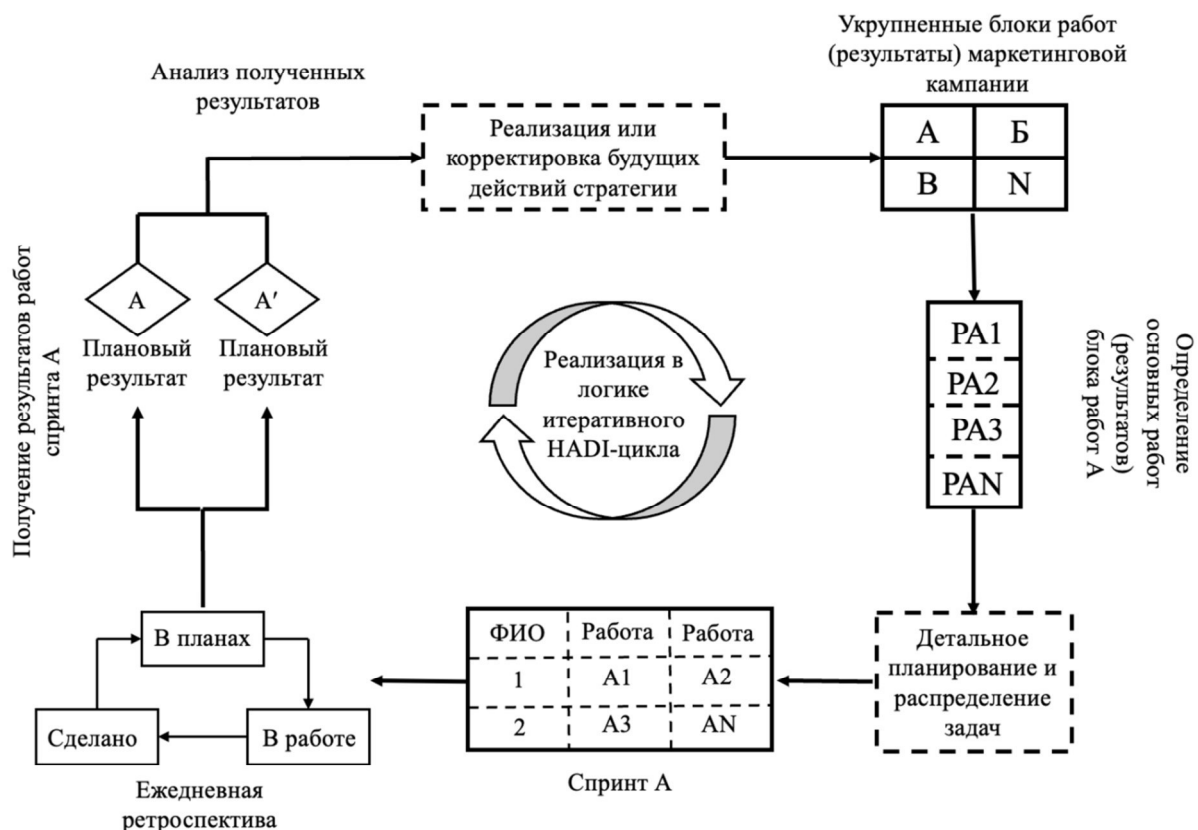 Анализ полученных
результатов
Реализация или
корректировка будущих
действий стратегии
Укрупненные блоки работ
(результаты) маркетинговой
кампании
А
Б
В
N
РА1
РА2
РА3
РАN
Определение
основных работ
(результатов)
блока работ А
Получение результатов работ
спринта А
А
А′
Плановый
результат
Плановый
результат
Реализация в
логике
итеративного
HADI-цикла
В планах
Сделано
В работе
Ежедневная
ретроспектива
ФИО
Работа
Работа
1
А1
А2
2
А3
АN
Спринт А
Детальное
планирование и
распределение
задач